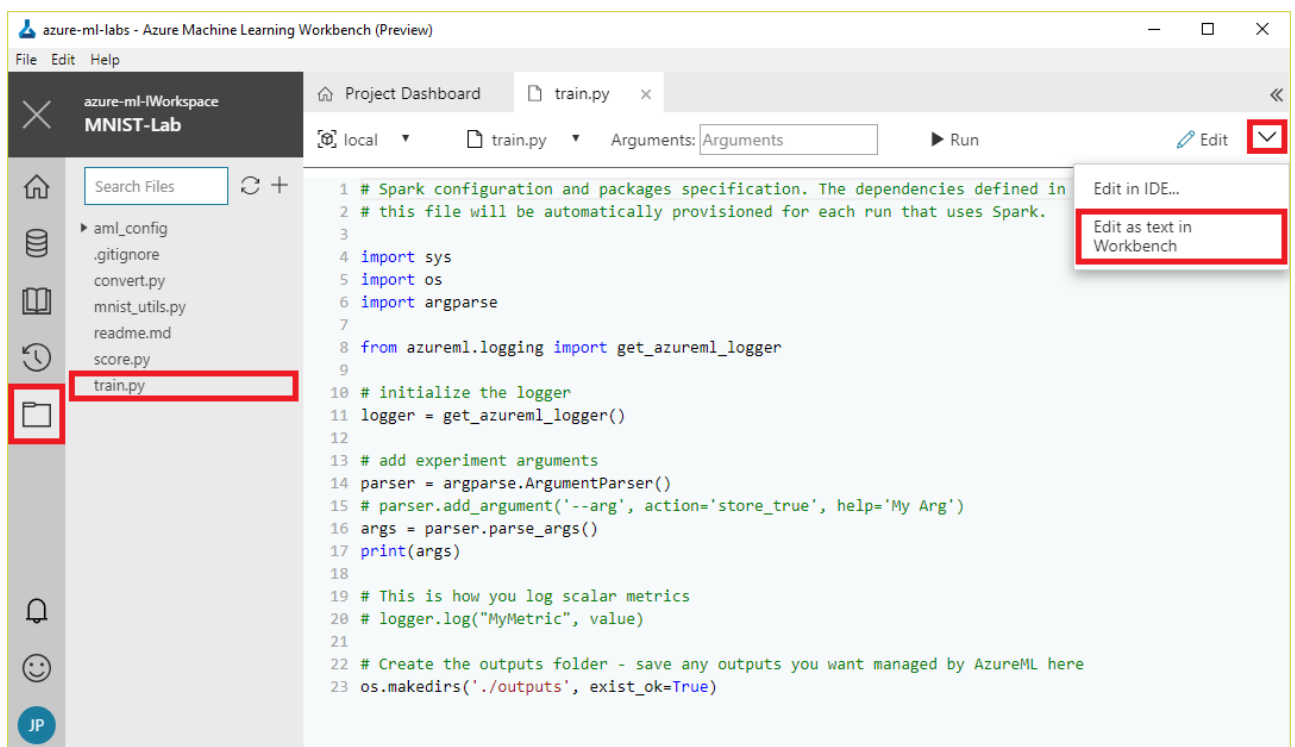 azure-ml-labs - Azure Machine Learning Workbench (Preview)
File Edit Help
azure-ml-lWorkspace
MNIST-Lab
Project Dashboard
train.py
local
train.py
Arguments: Arguments
Run
Edit
Edit in IDE...
Edit as text in
Workbench
Search Files
aml_config
.gitignore
convert.py
mnist_utils.py
readme.md
score.py
train.py
JP
1 # Spark configuration and packages specification. The dependencies defined in
2 # this file will be automatically provisioned for each run that uses Spark.
3
4 import sys
5 import os
6 import argparse
7
8 from azureml.logging import get_azureml_logger
9
10 # initialize the logger
11 logger = get_azureml_logger()
12
13 # add experiment arguments
14 parser = argparse.ArgumentParser()
15 # parser.add_argument('--arg', action='store_true', help='My Arg')
16 args = parser.parse_args()
17 print(args)
18
19 # This is how you log scalar metrics
20 # logger.log("MyMetric", value)
21
22 # Create the outputs folder - save any outputs you want managed by AzureML here
23 os.makedirs('./outputs', exist_ok=True)